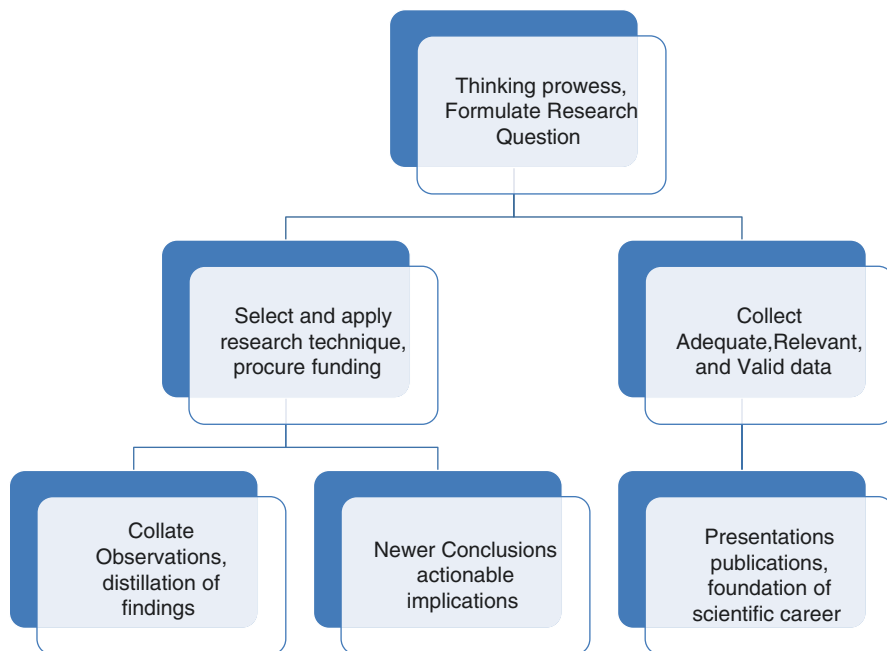 Thinking prowess,
Formulate Research
Question
Select and apply
research technique,
procure funding
Collect
Adequate,Relevant,
and Valid data
Collate
Observations,
distillation of
findings
Newer Conclusions
actionable
implications
Presentations
publications,
foundation of
scientific career